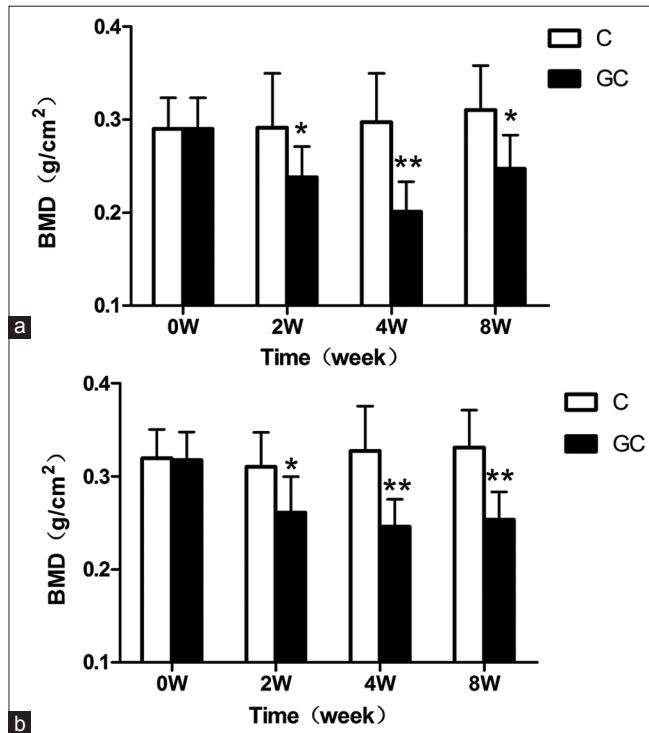 0.4
0.3
0.2
0.1
BMD (g/cm²)
C
GC
*
**
*
0W 2W 4W 8W
Time (week)
a
0.4
0.3
0.2
0.1
BMD (g/cm²)
C
GC
*
**
**
0W 2W 4W 8W
Time (week)
b